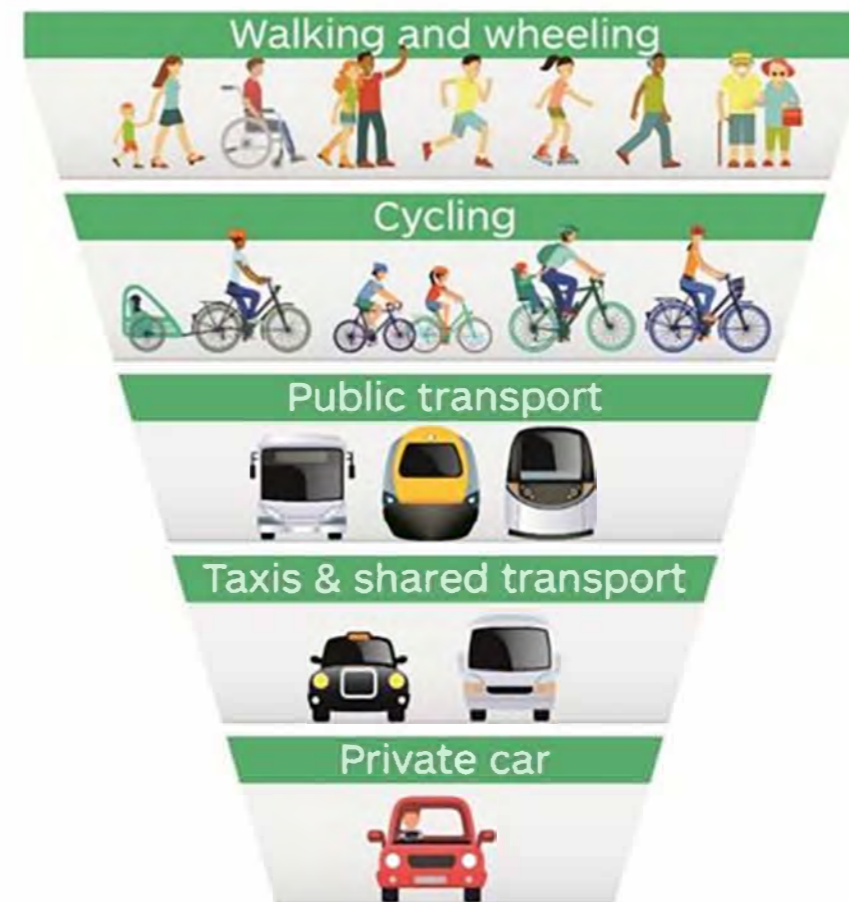 Walking and wheeling
Cycling
Public transport
Taxis & shared transport
Private car